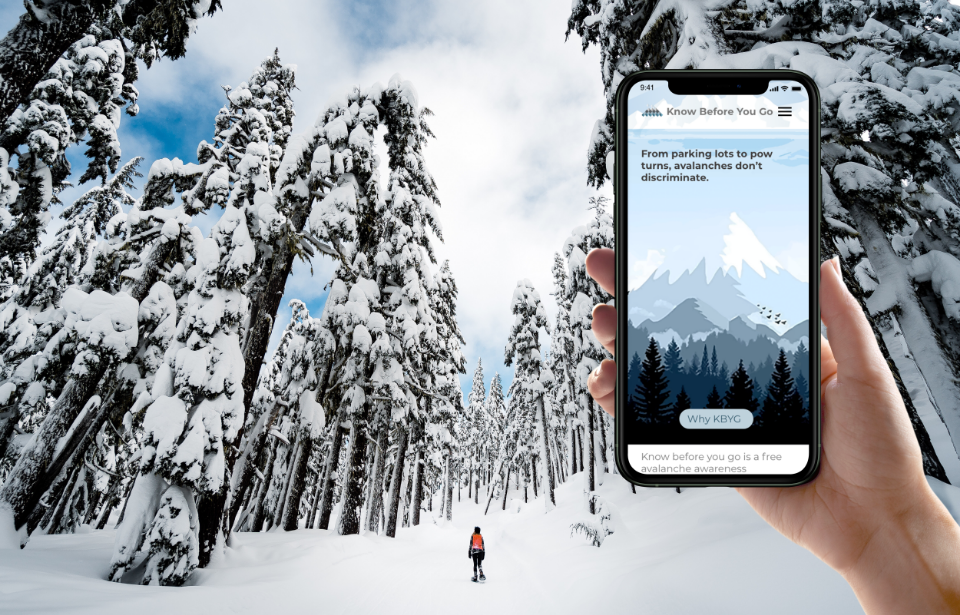 9:41
Know Before You Go
From parking lots to pow
turns, avalanches don't
discriminate.
Why KBYG
Know before you go is a free
avalanche awareness